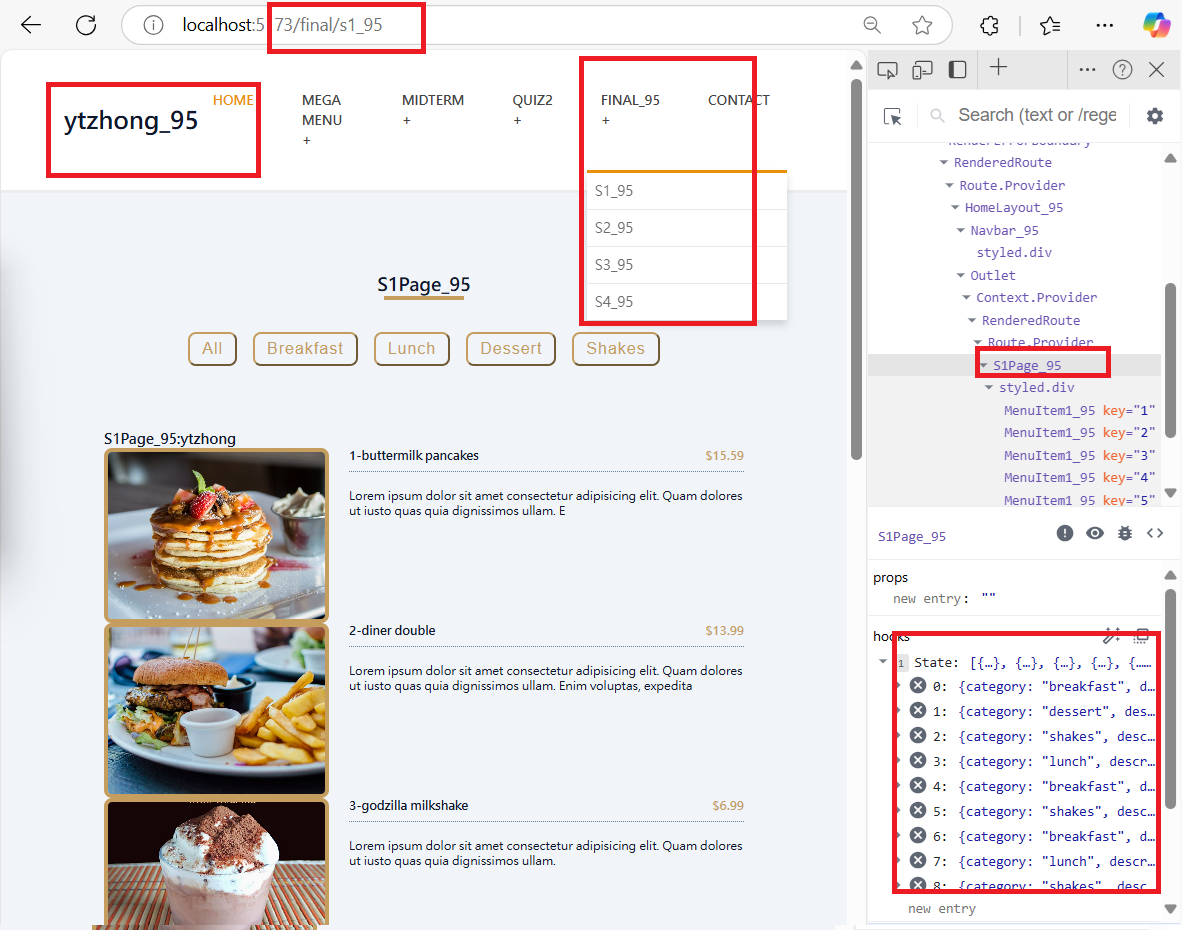 localhost:5173/final/s1_95
ytzhong_95
HOME
MEGA MENU
+
MIDTERM
+
QUIZ2
+
FINAL_95
+
CONTACT
S1_95
S2_95
S3_95
S4_95
S1Page_95
All
Breakfast
Lunch
Dessert
Shakes
S1Page_95:ytzhong
1-buttermilk pancakes
$15.59
Lorem ipsum dolor sit amet consectetur adipisicing elit. Quam dolores
ut iusto quas quia dignissimos ullam. E
2-diner double
$13.99
Lorem ipsum dolor sit amet consectetur adipisicing elit. Quam dolores
ut iusto quas quia dignissimos ullam. Enim voluptas, expedita
3-godzilla milkshake
$6.99
Lorem ipsum dolor sit amet consectetur adipisicing elit. Quam dolores
ut iusto quas quia dignissimos ullam.
Search (text or /rege
RenderErrorBoundary
RenderedRoute
Route.Provider
HomeLayout_95
Navbar_95
styled.div
Outlet
Context.Provider
RenderedRoute
Route.Provider
S1Page_95
styled.div
MenuItem1_95 key="1"
MenuItem1_95 key="2"
MenuItem1_95 key="3"
MenuItem1_95 key="4"
MenuItem1_95 key="5"
S1Page_95
props
new entry: ""
hooks
1 State: [{…}, {…}, {…}, {…}, {……
0: {category: "breakfast", d…
1: {category: "dessert", des…
2: {category: "shakes", desc…
3: {category: "lunch", descr…
4: {category: "breakfast", d…
5: {category: "shakes", desc…
6: {category: "breakfast", d…
7: {category: "lunch", descr…
8: {category: "shakes", desc…
new entry